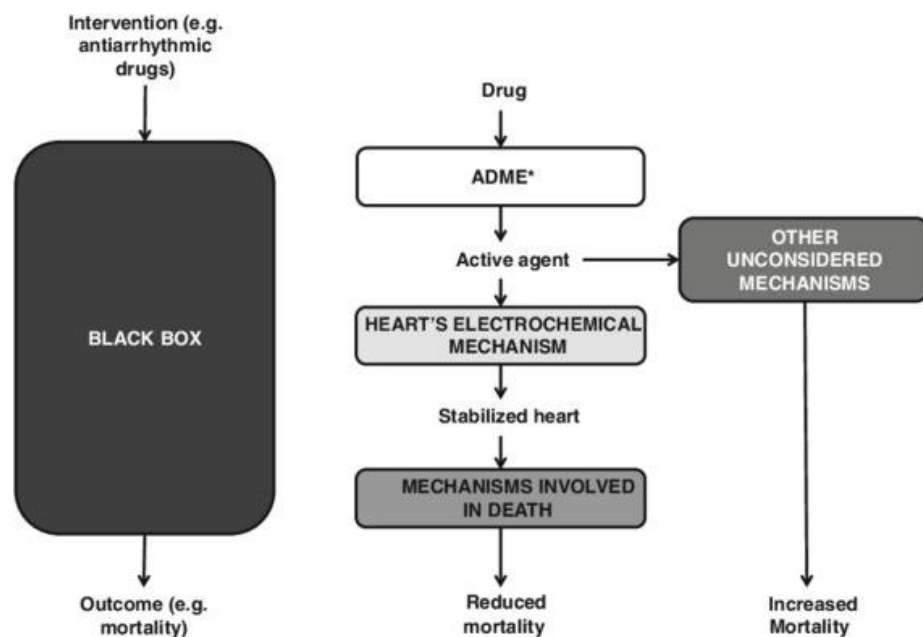 Intervention (e.g.
antiarrhythmic
drugs)
BLACK BOX
Outcome (e.g.
mortality)
Drug
ADME*
Active agent
HEART'S ELECTROCHEMICAL
MECHANISM
Stabilized heart
MECHANISMS INVOLVED
IN DEATH
Reduced
mortality
OTHER
UNCONSIDERED
MECHANISMS
Increased
Mortality